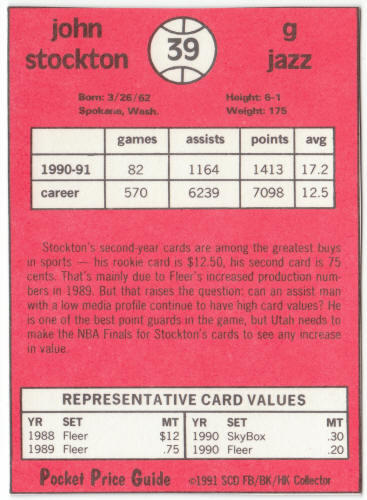 john stockton
39
g
jazz
Born: 3/26/62
Spokane, Wash.
Height: 6-1
Weight: 175
games assists points avg
1990-91 82 1164 1413 17.2
career 570 6239 7098 12.5
Stockton's second-year cards are among the greatest buys
in sports — his rookie card is $12.50, his second card is 75
cents. That's mainly due to Fleer's increased production num-
bers in 1989. But that raises the question: can an assist man
with a low media profile continue to have high card values? He
is one of the best point guards in the game, but Utah needs to
make the NBA Finals for Stockton's cards to see any increase
in value.
REPRESENTATIVE CARD VALUES
YR SET MT YR SET MT
1988 Fleer $12 1990 SkyBox .30
1989 Fleer .75 1990 Fleer .20
Pocket Price Guide ©1991 SCD FB/BK/HK Collector